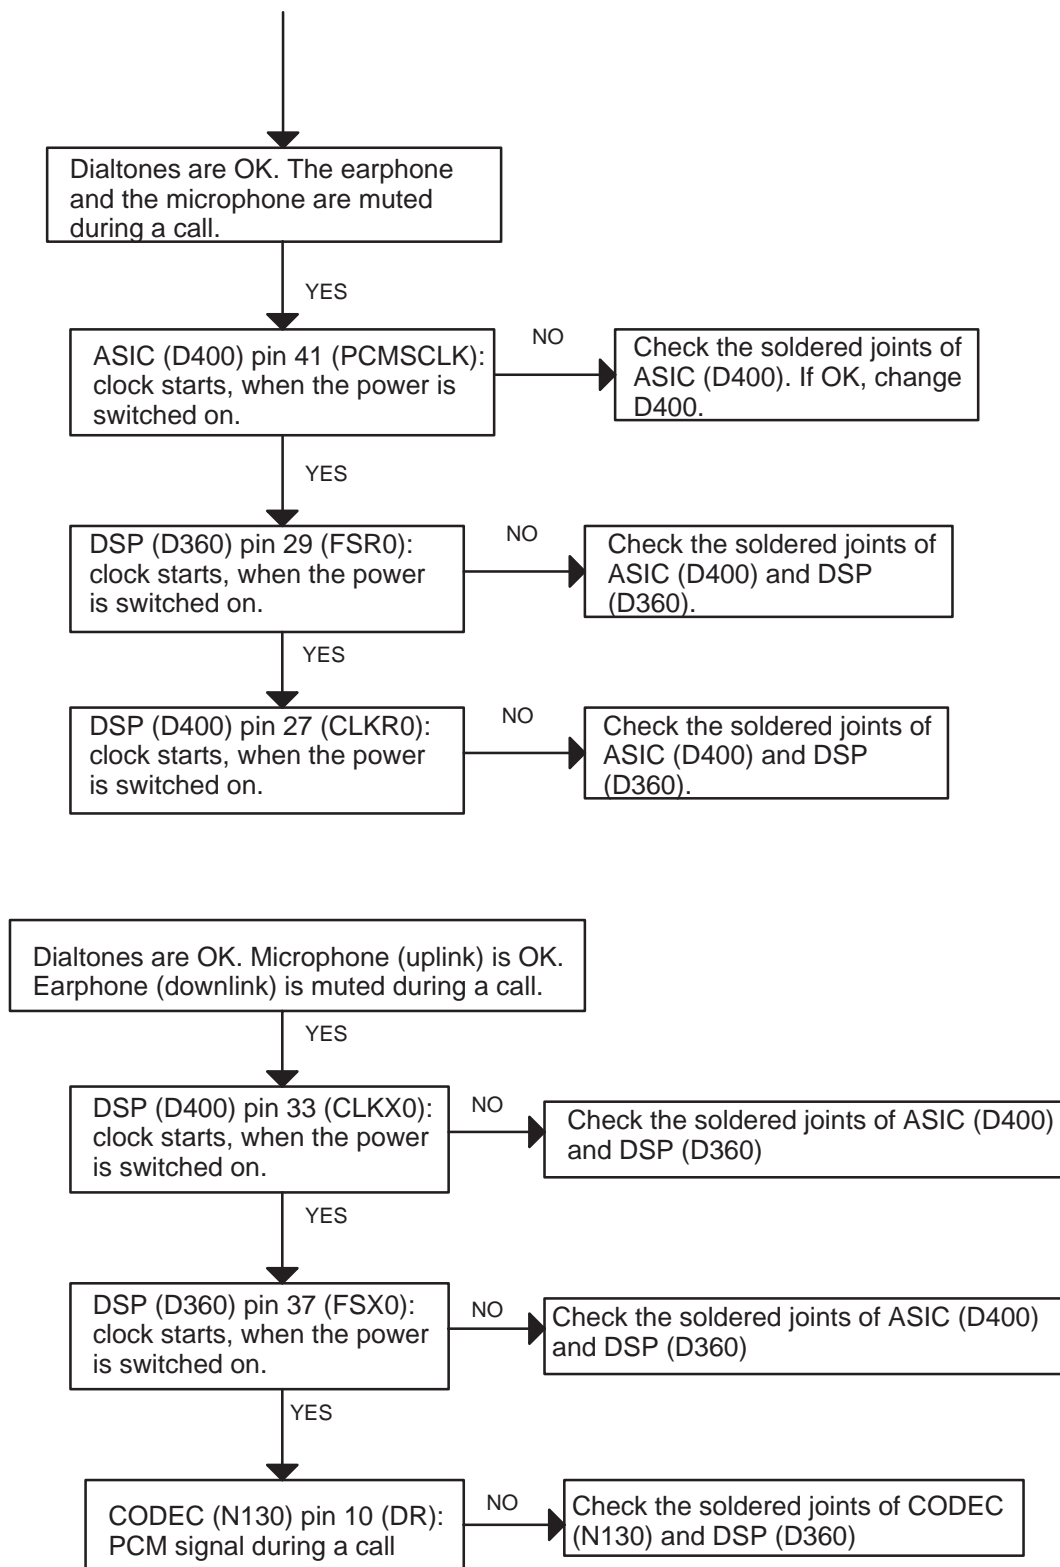 Dialtones are OK. The earphone
and the microphone are muted
during a call.
YES
ASIC (D400) pin 41 (PCMSCLK):
clock starts, when the power is
switched on.
NO
Check the soldered joints of
ASIC (D400). If OK, change
D400.
YES
DSP (D360) pin 29 (FSR0):
clock starts, when the power
is switched on.
NO
Check the soldered joints of
ASIC (D400) and DSP
(D360).
YES
DSP (D400) pin 27 (CLKR0):
clock starts, when the power
is switched on.
NO
Check the soldered joints of
ASIC (D400) and DSP
(D360).
Dialtones are OK. Microphone (uplink) is OK.
Earphone (downlink) is muted during a call.
YES
DSP (D400) pin 33 (CLKX0):
clock starts, when the power
is switched on.
NO
Check the soldered joints of ASIC (D400)
and DSP (D360)
YES
DSP (D360) pin 37 (FSX0):
clock starts, when the power
is switched on.
NO
Check the soldered joints of ASIC (D400)
and DSP (D360)
YES
CODEC (N130) pin 10 (DR):
PCM signal during a call
NO
Check the soldered joints of CODEC
(N130) and DSP (D360)